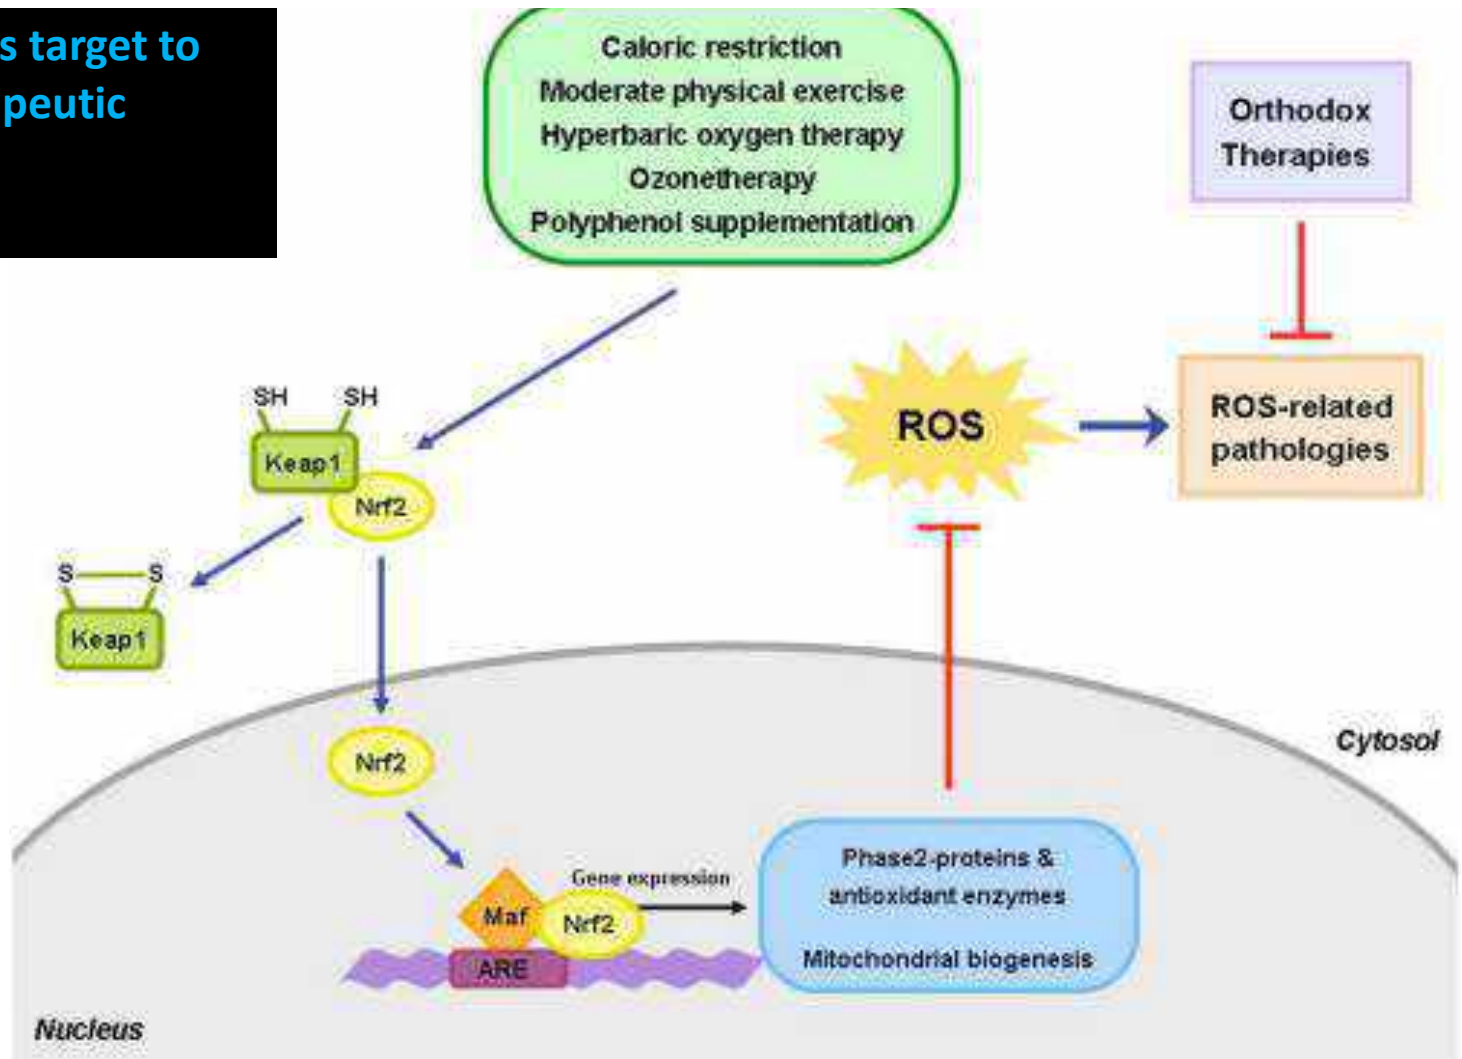 s target to
peutic
Caloric restriction
Moderate physical exercise
Hyperbaric oxygen therapy
Ozonetherapy
Polyphenol supplementation
Orthodox
Therapies
SH SH
Keap1
Nrf2
ROS
ROS-related
pathologies
S S
Keap1
Nrf2
Cytosol
Phase2-proteins &
antioxidant enzymes
Mitochondrial biogenesis
Gene expression
Maf
Nrf2
ARE
Nucleus